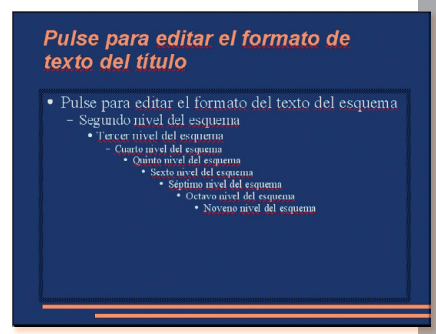 Pulse para editar el formato de
texto del título
• Pulse para editar el formato del texto del esquema
– Segundo nivel del esquema
• Tercer nivel del esquema
– Cuarto nivel del esquema
• Quinto nivel del esquema
• Sexto nivel del esquema
• Séptimo nivel del esquema
• Octavo nivel del esquema
• Noveno nivel del esquema